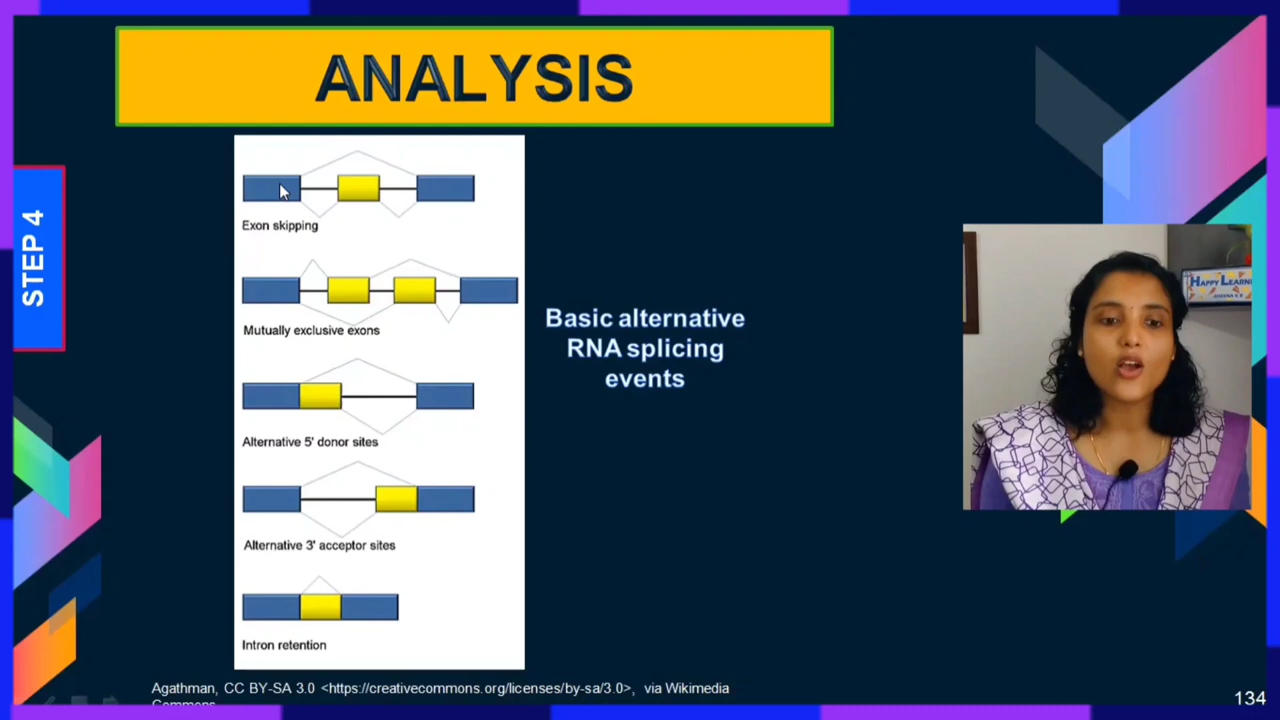 ANALYSIS
STEP 4
Exon skipping
Mutually exclusive exons
Alternative 5' donor sites
Alternative 3' acceptor sites
Intron retention
Basic alternative
RNA splicing
events
HAPPY LEARNI
Agathman, CC BY-SA 3.0 <https://creativecommons.org/licenses/by-sa/3.0>, via Wikimedia
Commons
134